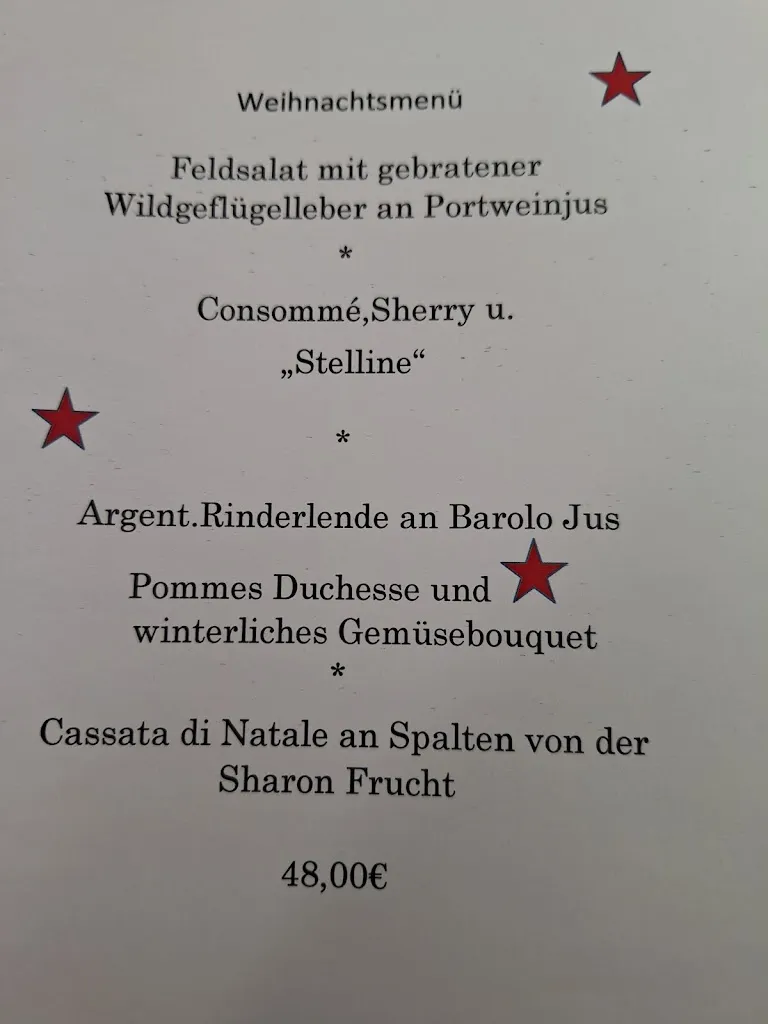 Weihnachtsmenü
Feldsalat mit gebratener
Wildgeflügelleber an Portweinjus
*
Consommé,Sherry u.
„Stelline“
*
Argent.Rinderlende an Barolo Jus
Pommes Duchesse und
winterliches Gemüsebouquet
*
Cassata di Natale an Spalten von der
Sharon Frucht
48,00€